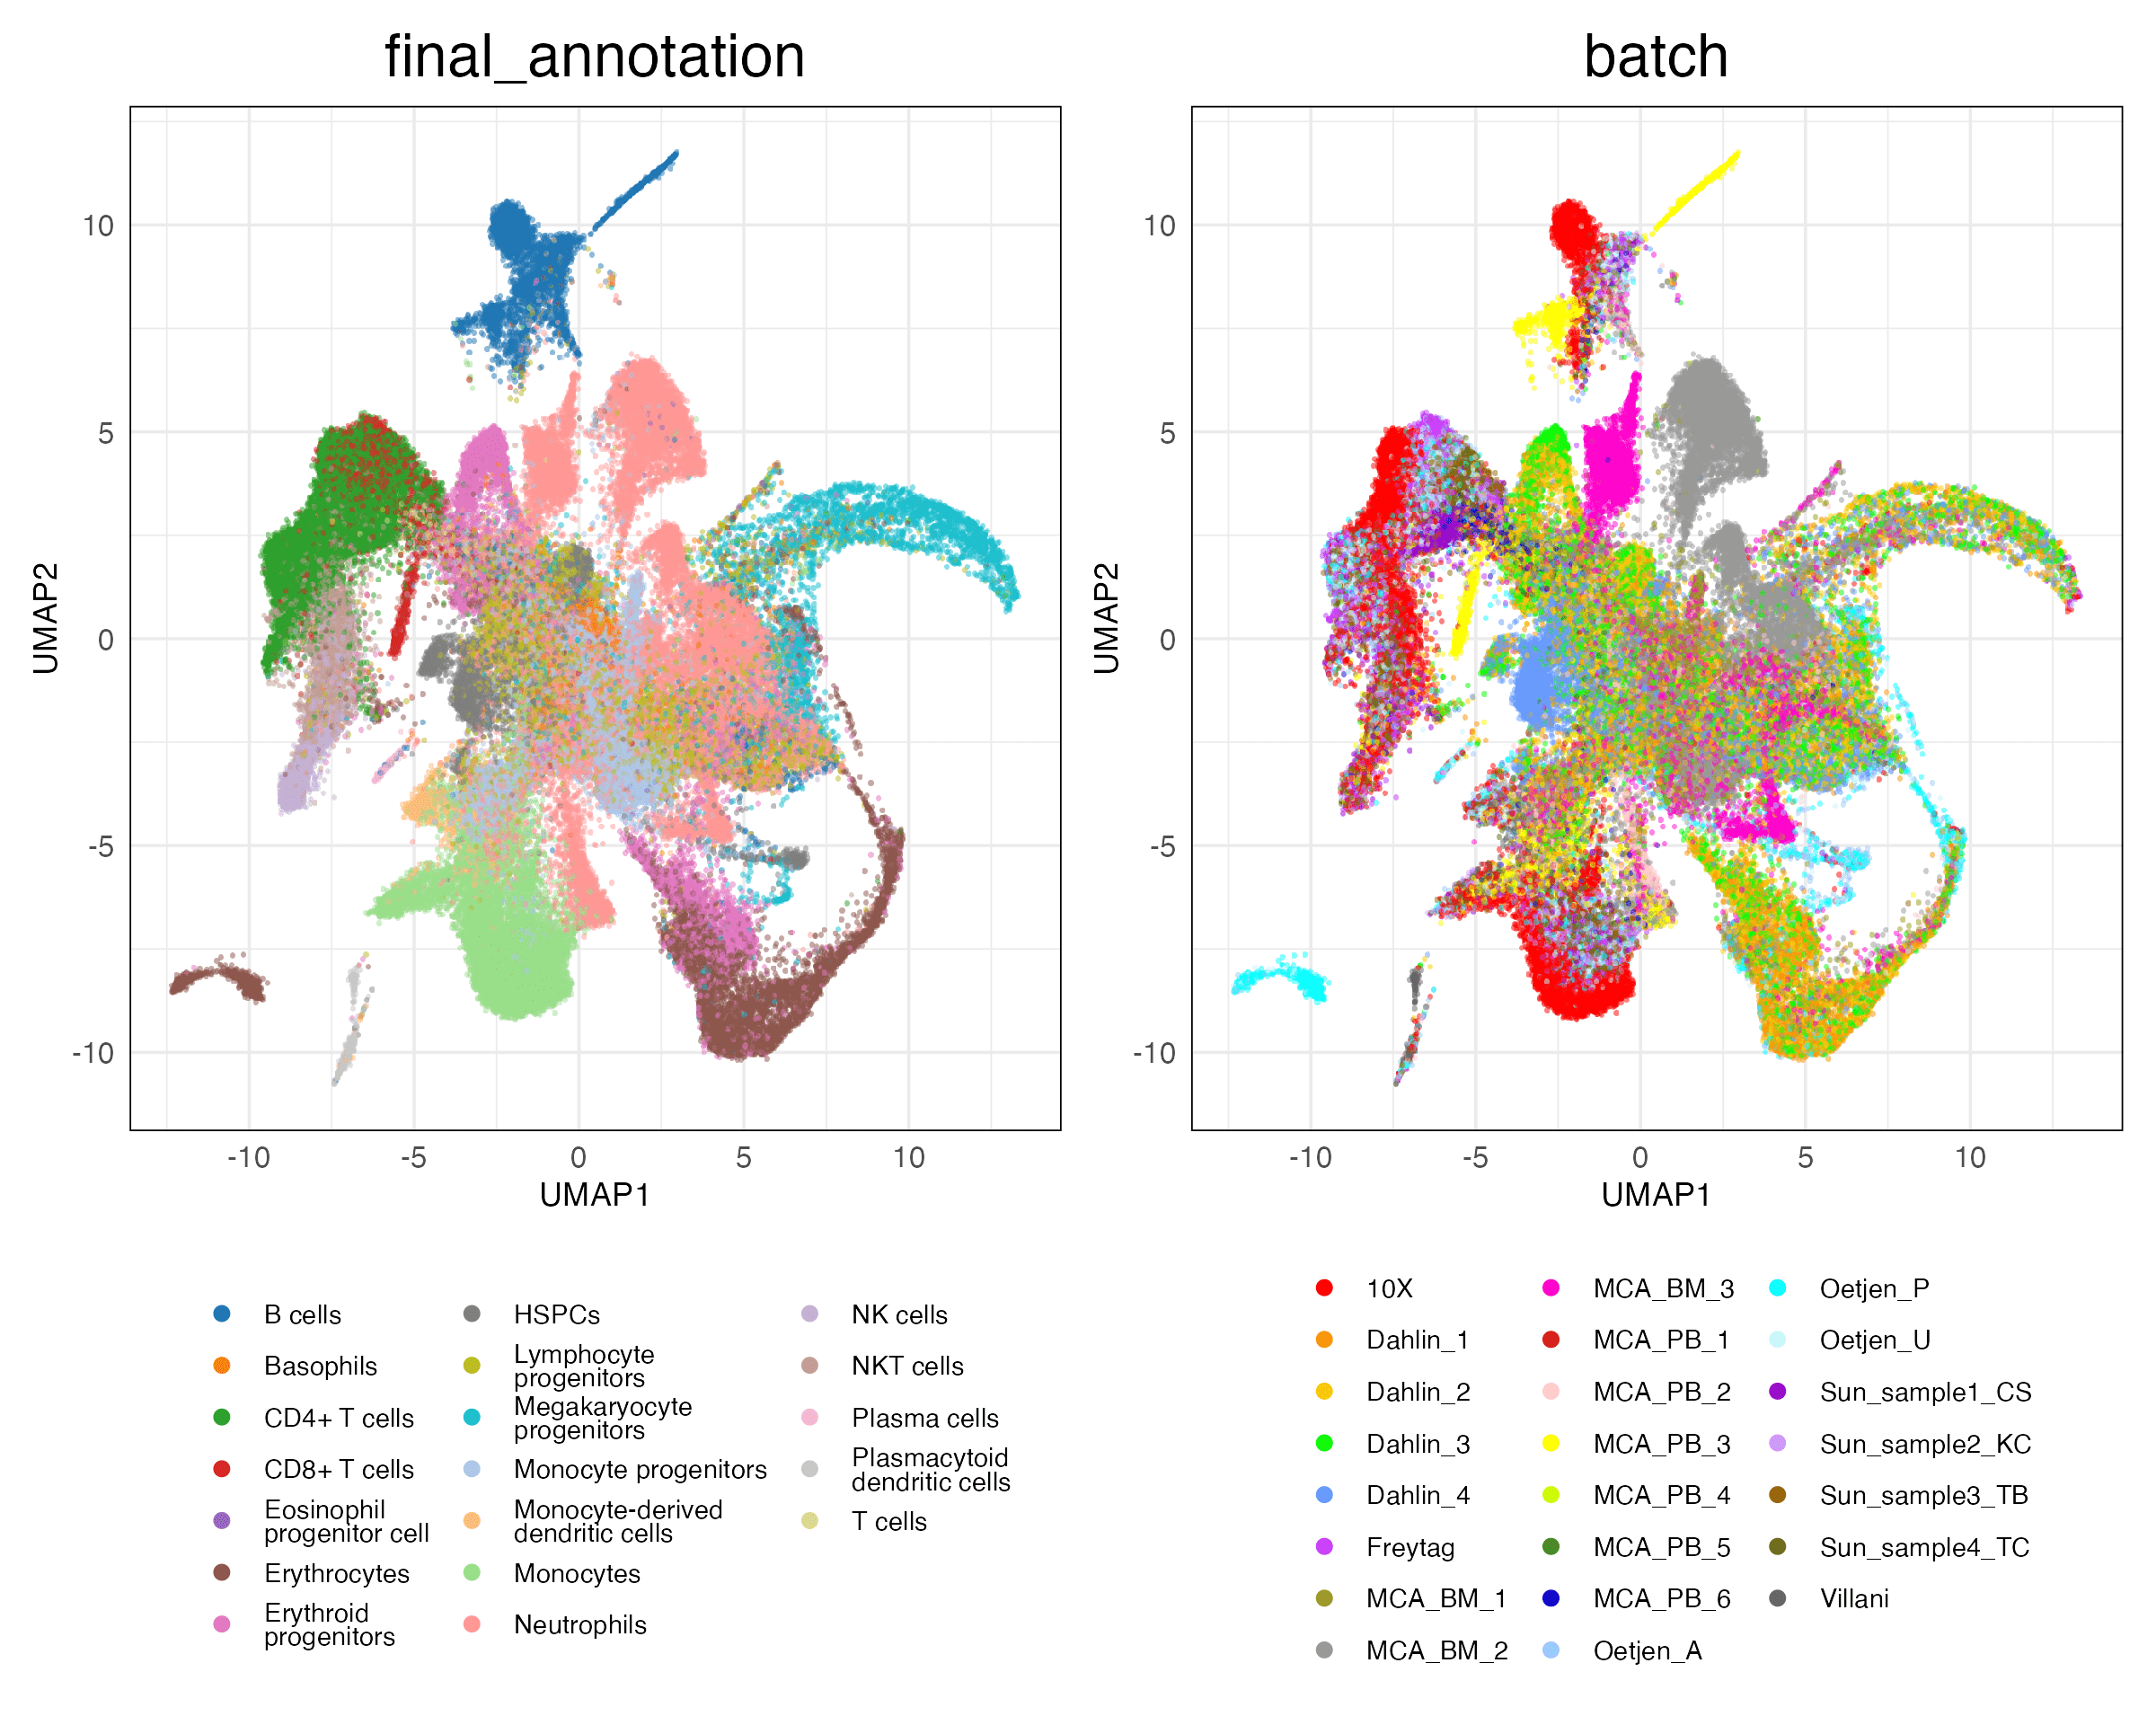 final_annotation
batch
10
5
0
-5
-10
UMAP2
-10
-5
0
5
10
UMAP1
10
5
0
-5
-10
UMAP2
-10
-5
0
5
10
UMAP1
B cells
Basophils
CD4+ T cells
CD8+ T cells
Eosinophil
progenitor cell
Erythrocytes
Erythroid
progenitors
HSPCs
Lymphocyte
progenitors
Megakaryocyte
progenitors
Monocyte progenitors
Monocyte-derived
dendritic cells
Monocytes
Neutrophils
NK cells
NKT cells
Plasma cells
Plasmacytoid
dendritic cells
T cells
10X
Dahlin_1
Dahlin_2
Dahlin_3
Dahlin_4
Freytag
MCA_BM_1
MCA_BM_2
MCA_BM_3
MCA_PB_1
MCA_PB_2
MCA_PB_3
MCA_PB_4
MCA_PB_5
MCA_PB_6
Oetjen_A
Oetjen_P
Oetjen_U
Sun_sample1_CS
Sun_sample2_KC
Sun_sample3_TB
Sun_sample4_TC
Villani